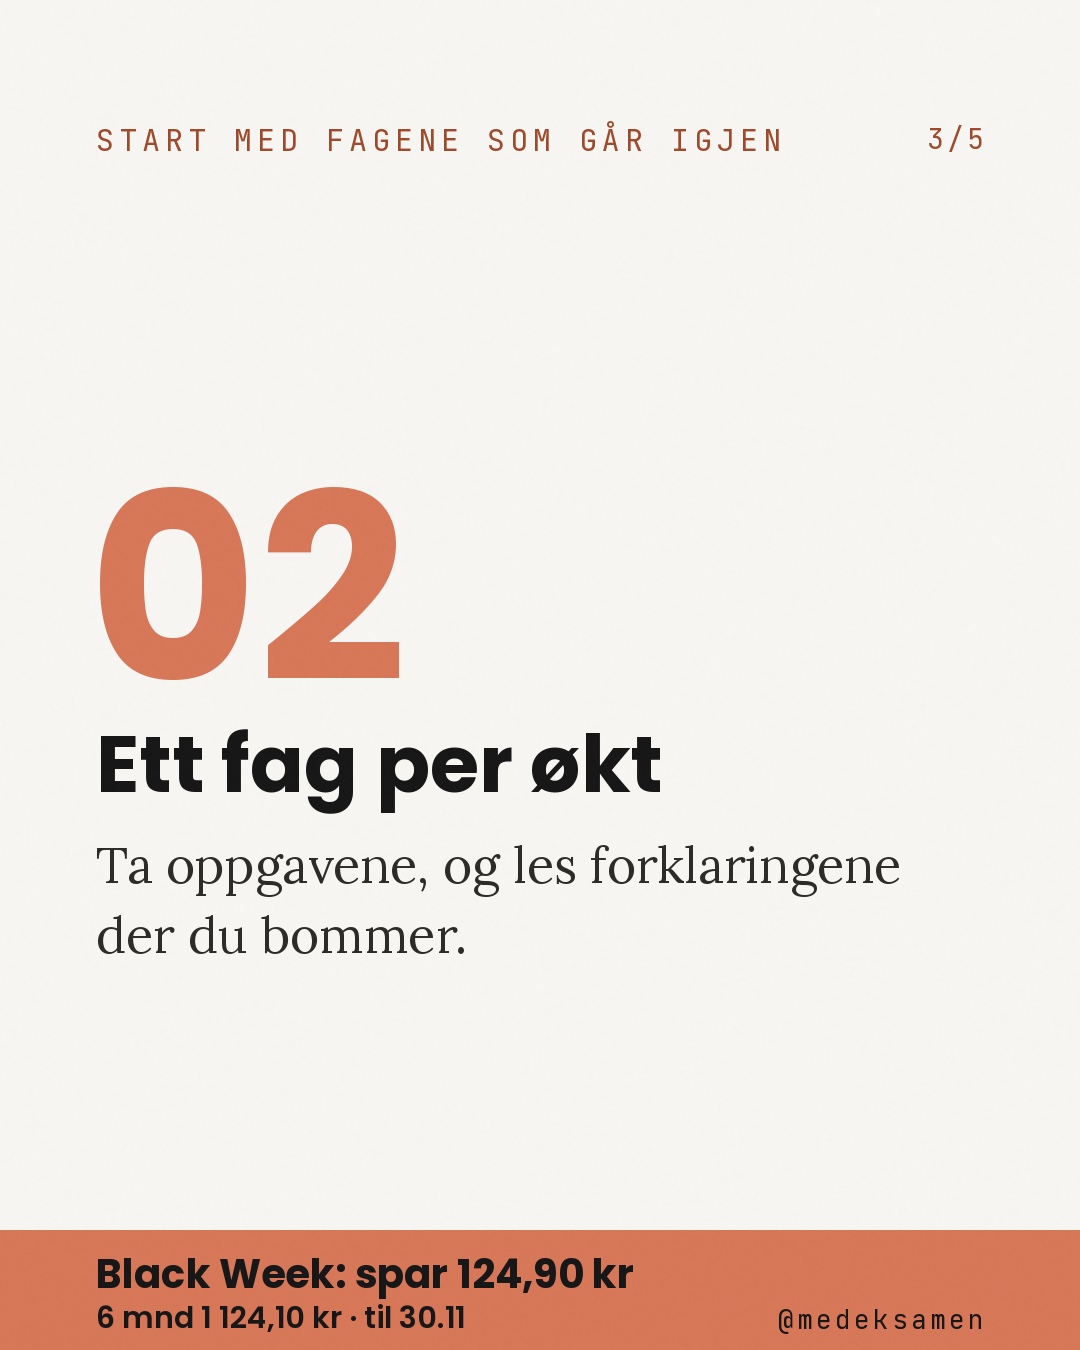 START MED FAGENE SOM GÅR IGJEN
3/5
02
Ett fag per økt
Ta oppgavene, og les forklaringene
der du bommer.
Black Week: spar 124,90 kr
6 mnd 1 124,10 kr · til 30.11
@medeksamen